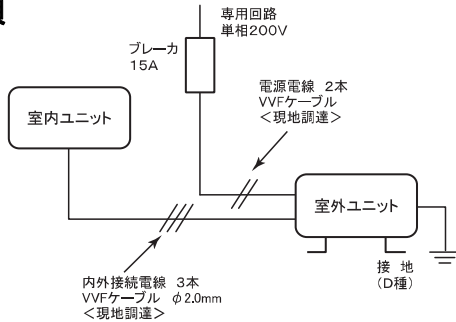 専用回路
単相200V
ブレーカ
15A
電源電線 2本
VVFケーブル
<現地調達>
室内ユニット
室外ユニット
接 地
(D種)
内外接続電線 3本
VVFケーブル φ2.0mm
<現地調達>